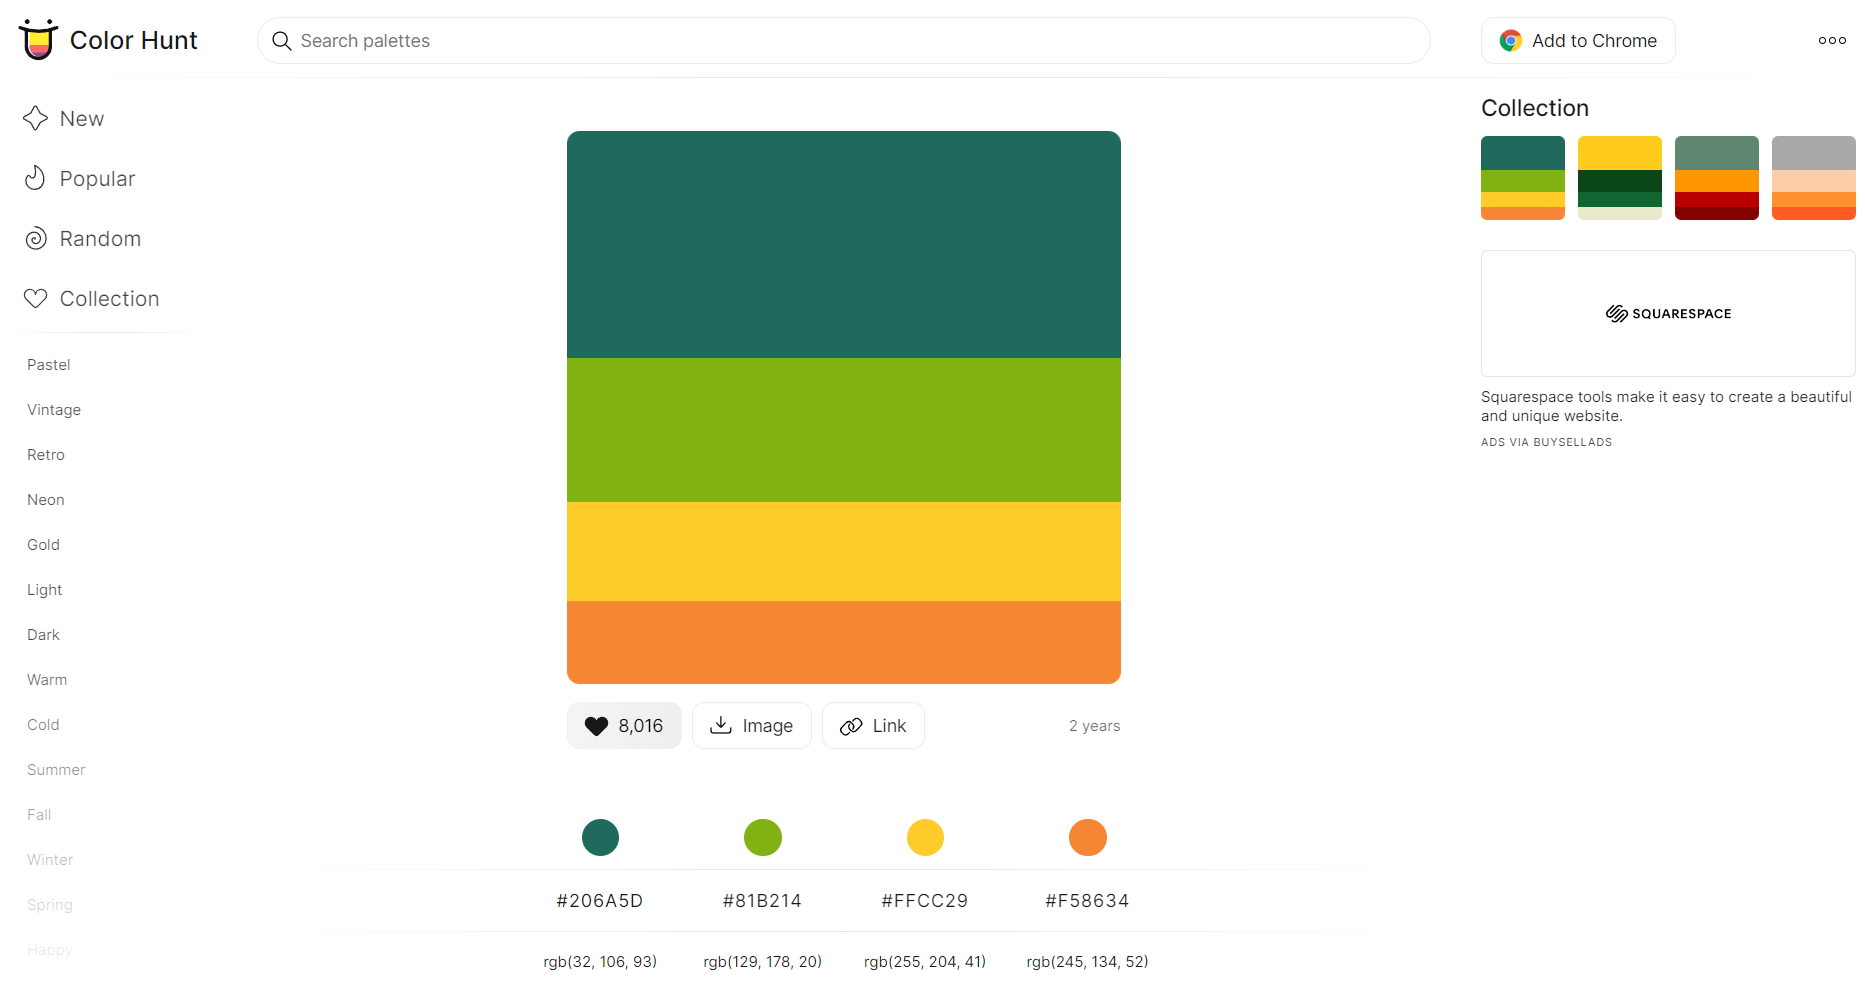 Color Hunt
Search palettes
Add to Chrome
New
Popular
Random
Collection
Pastel
Vintage
Retro
Neon
Gold
Light
Dark
Warm
Cold
Summer
Fall
Winter
Spring
Happy
8,016
Image
Link
2 years
#206A5D
#81B214
#FFCC29
#F58634
rgb(32, 106, 93)
rgb(129, 178, 20)
rgb(255, 204, 41)
rgb(245, 134, 52)
Collection
SQUARESPACE
Squarespace tools make it easy to create a beautiful
and unique website.
ADS VIA BUYSELLADS